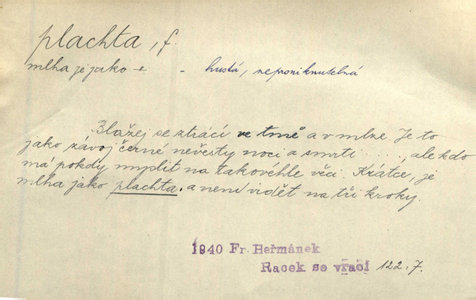 plachta, f.
mlha je jako - e - hustá, neproniknutelná
Blažej se ztrácí ve tmě a v mlze. Je to
jako závoj černé nevěsty noci a smrti ...., ale kdo
má pokdy myslit na takovéhle věci. Krátce, je
mlha jako plachta a není vidět na tři kroky.
1940 Fr. Heřmánek
Racek se vrací 122.7.